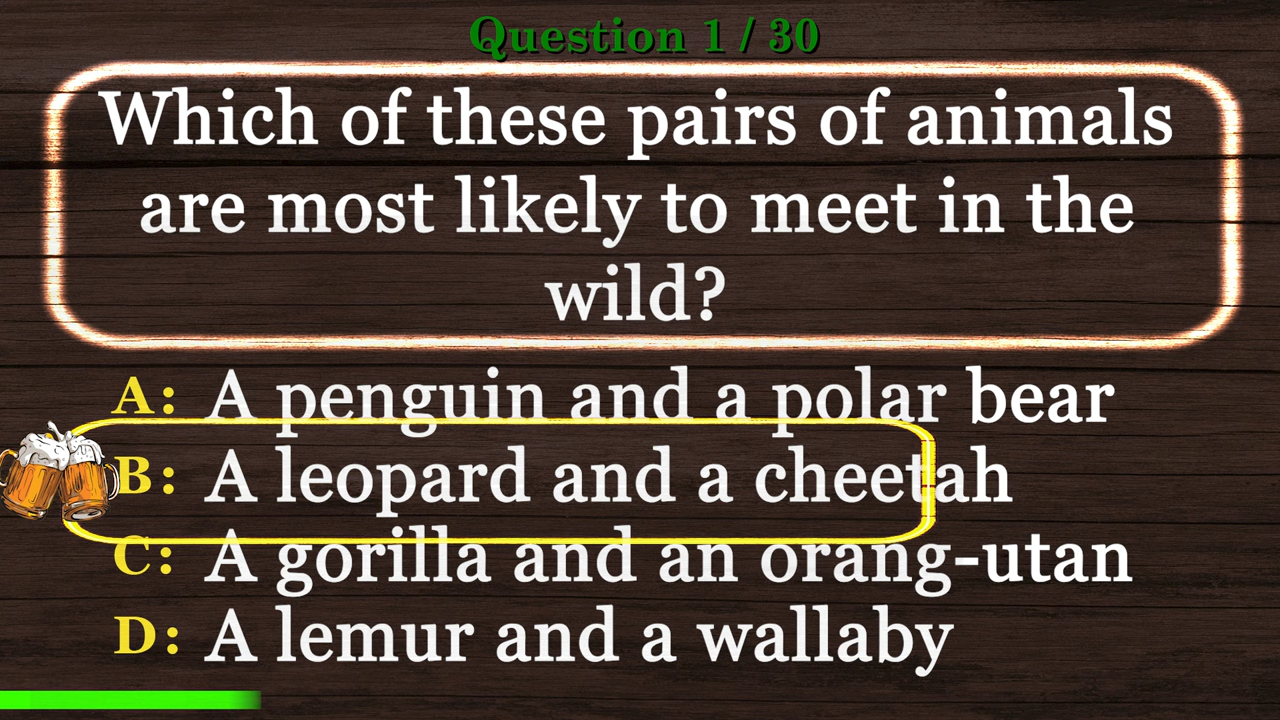 Question 1 / 30
Which of these pairs of animals
are most likely to meet in the
wild?
A: A penguin and a polar bear
B: A leopard and a cheetah
C: A gorilla and an orang-utan
D: A lemur and a wallaby